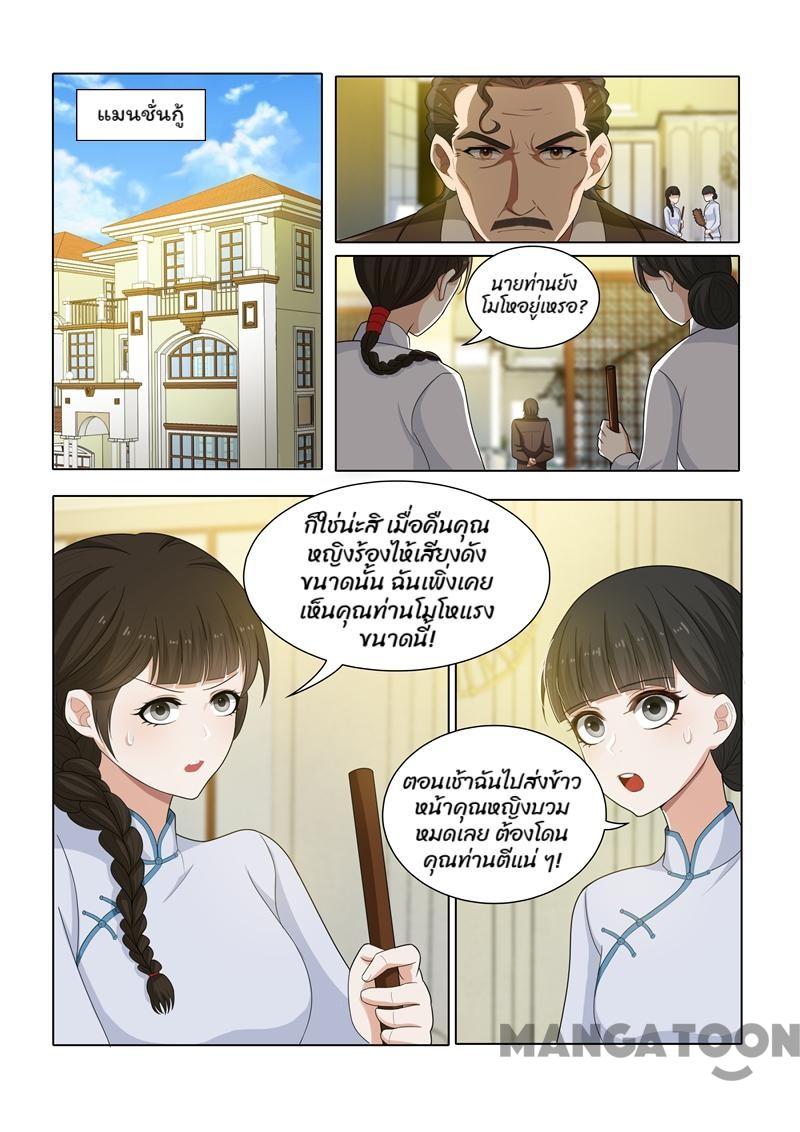 แมนชั่นกู้
นายท่านยัง
โมโหอยู่เหรอ?
ก็ใช่น่ะสิ เมื่อคืนคุณ
หญิงร้องไห้เสียงดัง
ขนาดนั้น ฉันเพิ่งเคย
เห็นคุณท่านโมโหแรง
ขนาดนี้!
ตอนเช้าฉันไปส่งข้าว
หน้าคุณหญิงบวม
หมดเลย ต้องโดน
คุณท่านตีแน่ ๆ!
MANGATOON